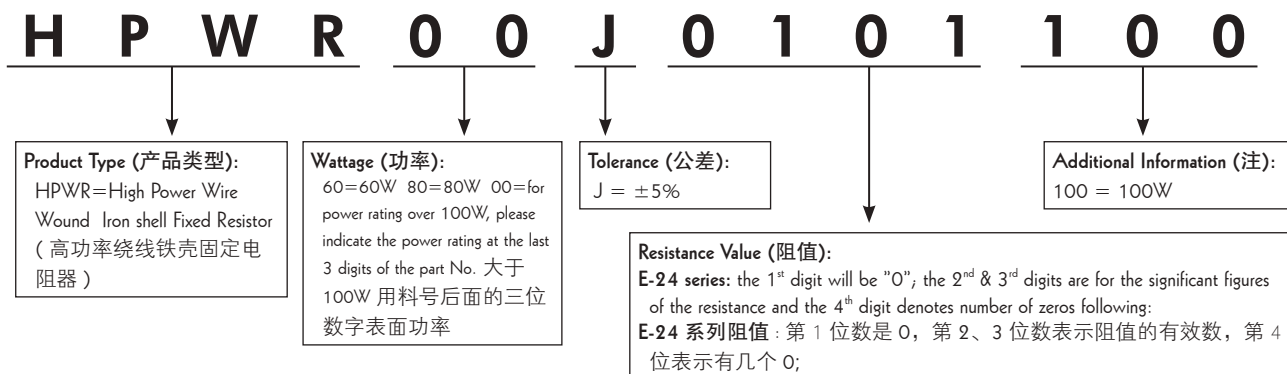 H P W R 0 0 J 0 1 0 1 1 0 0
Product Type (产品类型):
HPWR=High Power Wire
Wound Iron shell Fixed Resistor
( 高功率绕线铁壳固定电
阻器 )
Wattage (功率):
60=60W 80=80W 00=for
power rating over 100W, please
indicate the power rating at the last
3 digits of the part No. 大于
100W 用料号后面的三位
数字表面功率
Tolerance (公差):
J = ±5%
Additional Information (注):
100 = 100W
Resistance Value (阻值):
E-24 series: the 1st digit will be "0"; the 2nd & 3rd digits are for the significant figures
of the resistance and the 4th digit denotes number of zeros following:
E-24 系列阻值 : 第 1 位数是 0，第 2、3 位数表示阻值的有效数，第 4
位表示有几个 0;